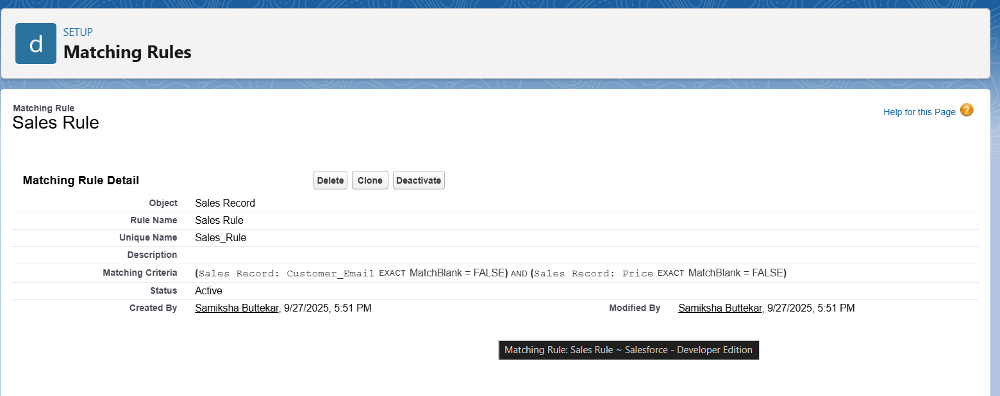 d
SETUP
Matching Rules
Matching Rule
Sales Rule
Help for this Page ?
Matching Rule Detail Delete Clone Deactivate
Object Sales Record
Rule Name Sales Rule
Unique Name Sales_Rule
Description
Matching Criteria (Sales Record: Customer_Email EXACT MatchBlank = FALSE) AND (Sales Record: Price EXACT MatchBlank = FALSE)
Status Active
Created By Samiksha Buttekar, 9/27/2025, 5:51 PM Modified By Samiksha Buttekar, 9/27/2025, 5:51 PM
Matching Rule: Sales Rule ~ Salesforce - Developer Edition